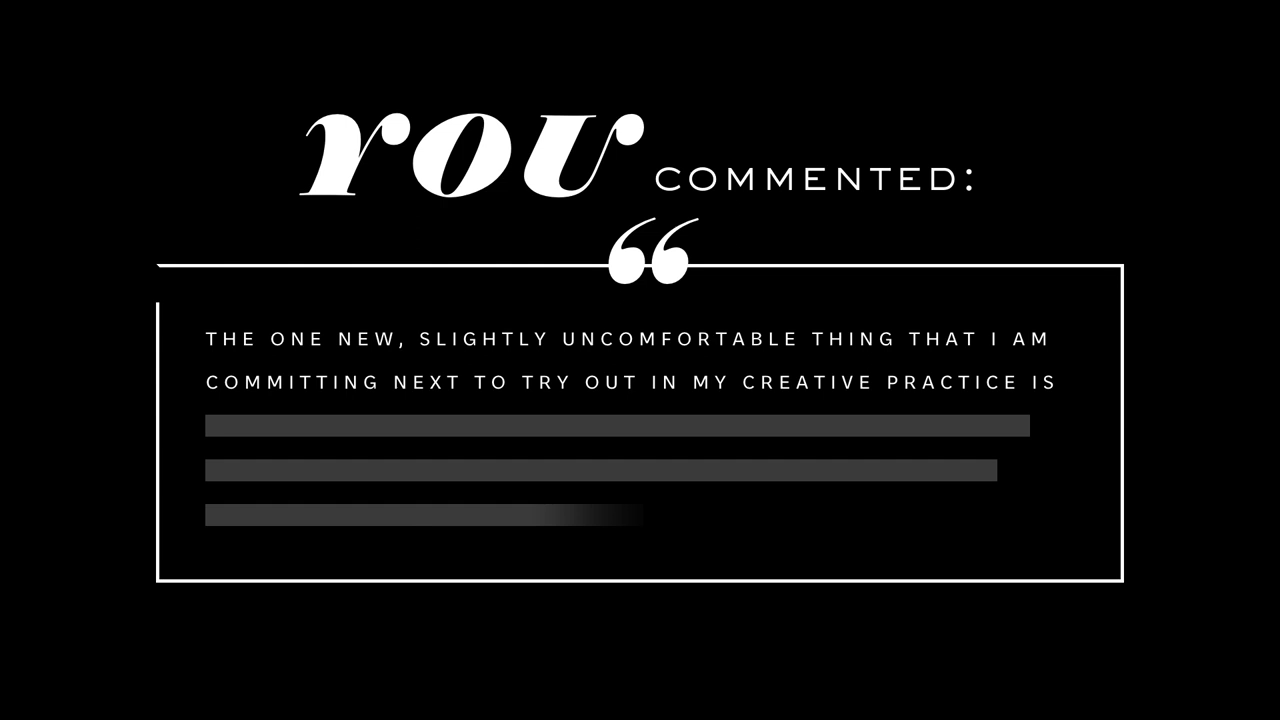 YOU COMMENTED:
“
THE ONE NEW, SLIGHTLY UNCOMFORTABLE THING THAT I AM
COMMITTING NEXT TO TRY OUT IN MY CREATIVE PRACTICE IS